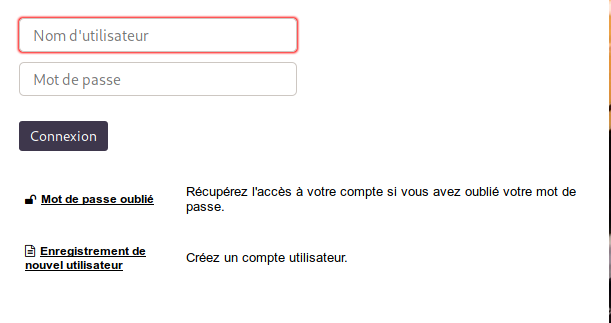 Nom d'utilisateur
Mot de passe
Connexion
Mot de passe oublié
Récupérez l'accès à votre compte si vous avez oublié votre mot de
passe.
Enregistrement de
nouvel utilisateur
Créez un compte utilisateur.